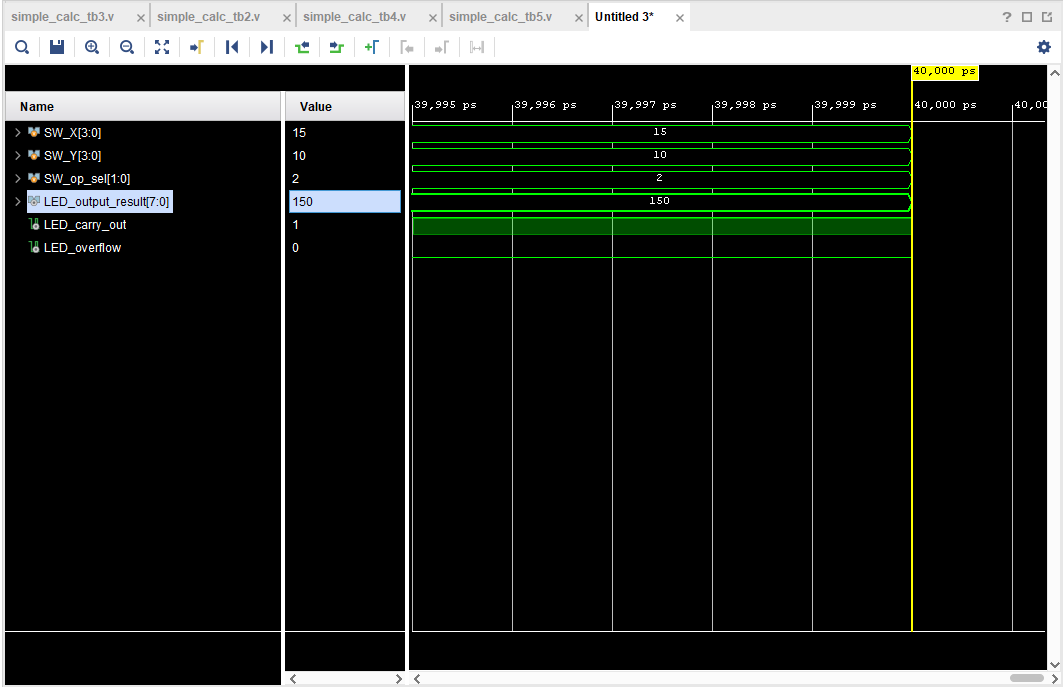 simple_calc_tb3.v simple_calc_tb2.v simple_calc_tb4.v simple_calc_tb5.v Untitled 3*
40,000 ps
Name Value
39,995 ps 39,996 ps 39,997 ps 39,998 ps 39,999 ps 40,000 ps 40,00
SW_X[3:0] 15 15
SW_Y[3:0] 10 10
SW_op_sel[1:0] 2 2
LED_output_result[7:0] 150 150
LED_carry_out 1
LED_overflow 0